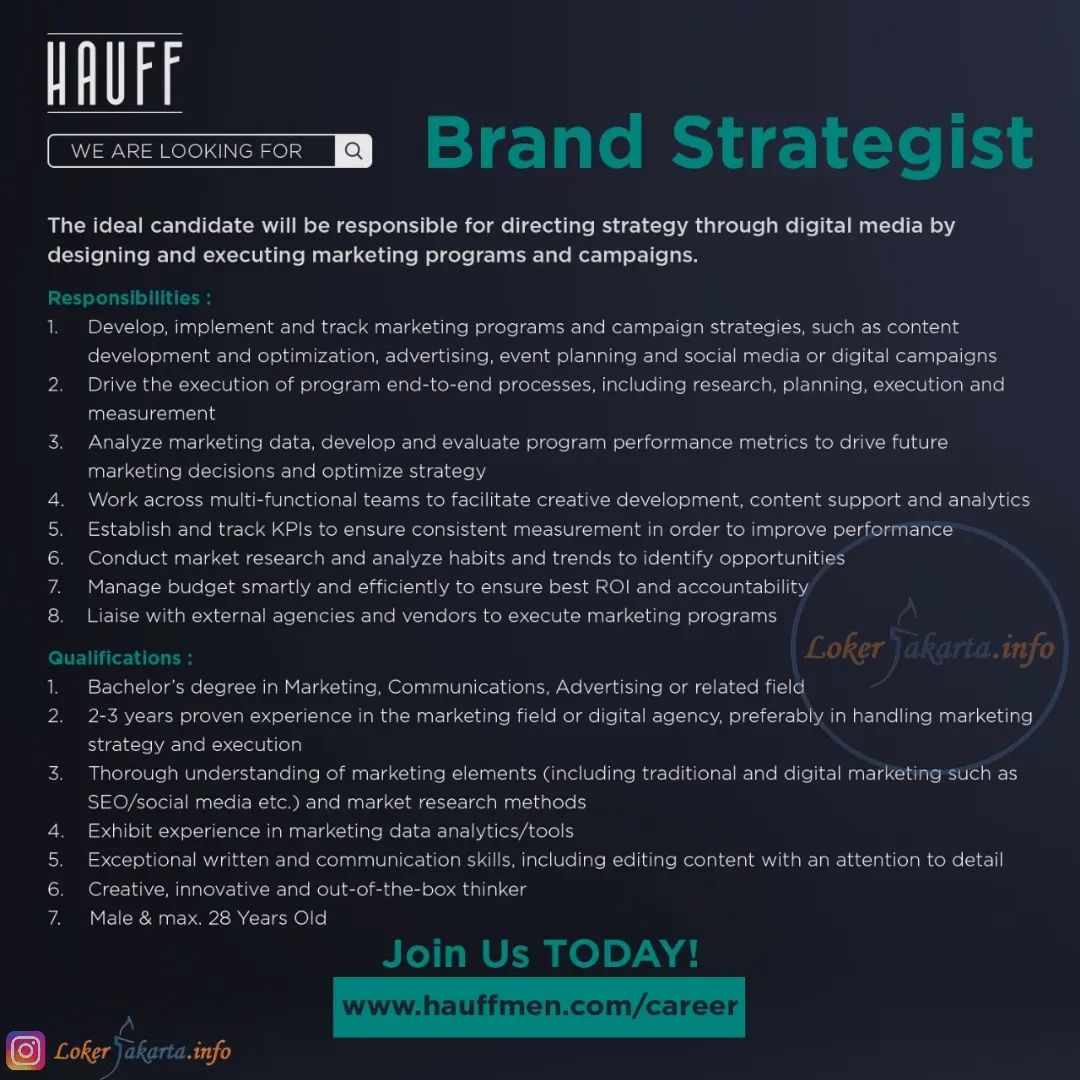 HAUFF
WE ARE LOOKING FOR
Brand Strategist
The ideal candidate will be responsible for directing strategy through digital media by
designing and executing marketing programs and campaigns.
Responsibilities :
1. Develop, implement and track marketing programs and campaign strategies, such as content
development and optimization, advertising, event planning and social media or digital campaigns
2. Drive the execution of program end-to-end processes, including research, planning, execution and
measurement
3. Analyze marketing data, develop and evaluate program performance metrics to drive future
marketing decisions and optimize strategy
4. Work across multi-functional teams to facilitate creative development, content support and analytics
5. Establish and track KPIs to ensure consistent measurement in order to improve performance
6. Conduct market research and analyze habits and trends to identify opportunities
7. Manage budget smartly and efficiently to ensure best ROI and accountability
8. Liaise with external agencies and vendors to execute marketing programs
Loker Jakarta.info
Qualifications :
1. Bachelor's degree in Marketing, Communications, Advertising or related field
2. 2-3 years proven experience in the marketing field or digital agency, preferably in handling marketing
strategy and execution
3. Thorough understanding of marketing elements (including traditional and digital marketing such as
SEO/social media etc.) and market research methods
4. Exhibit experience in marketing data analytics/tools
5. Exceptional written and communication skills, including editing content with an attention to detail
6. Creative, innovative and out-of-the-box thinker
7. Male & max. 28 Years Old
Join Us TODAY!
www.hauffmen.com/career
Loker Jakarta.info